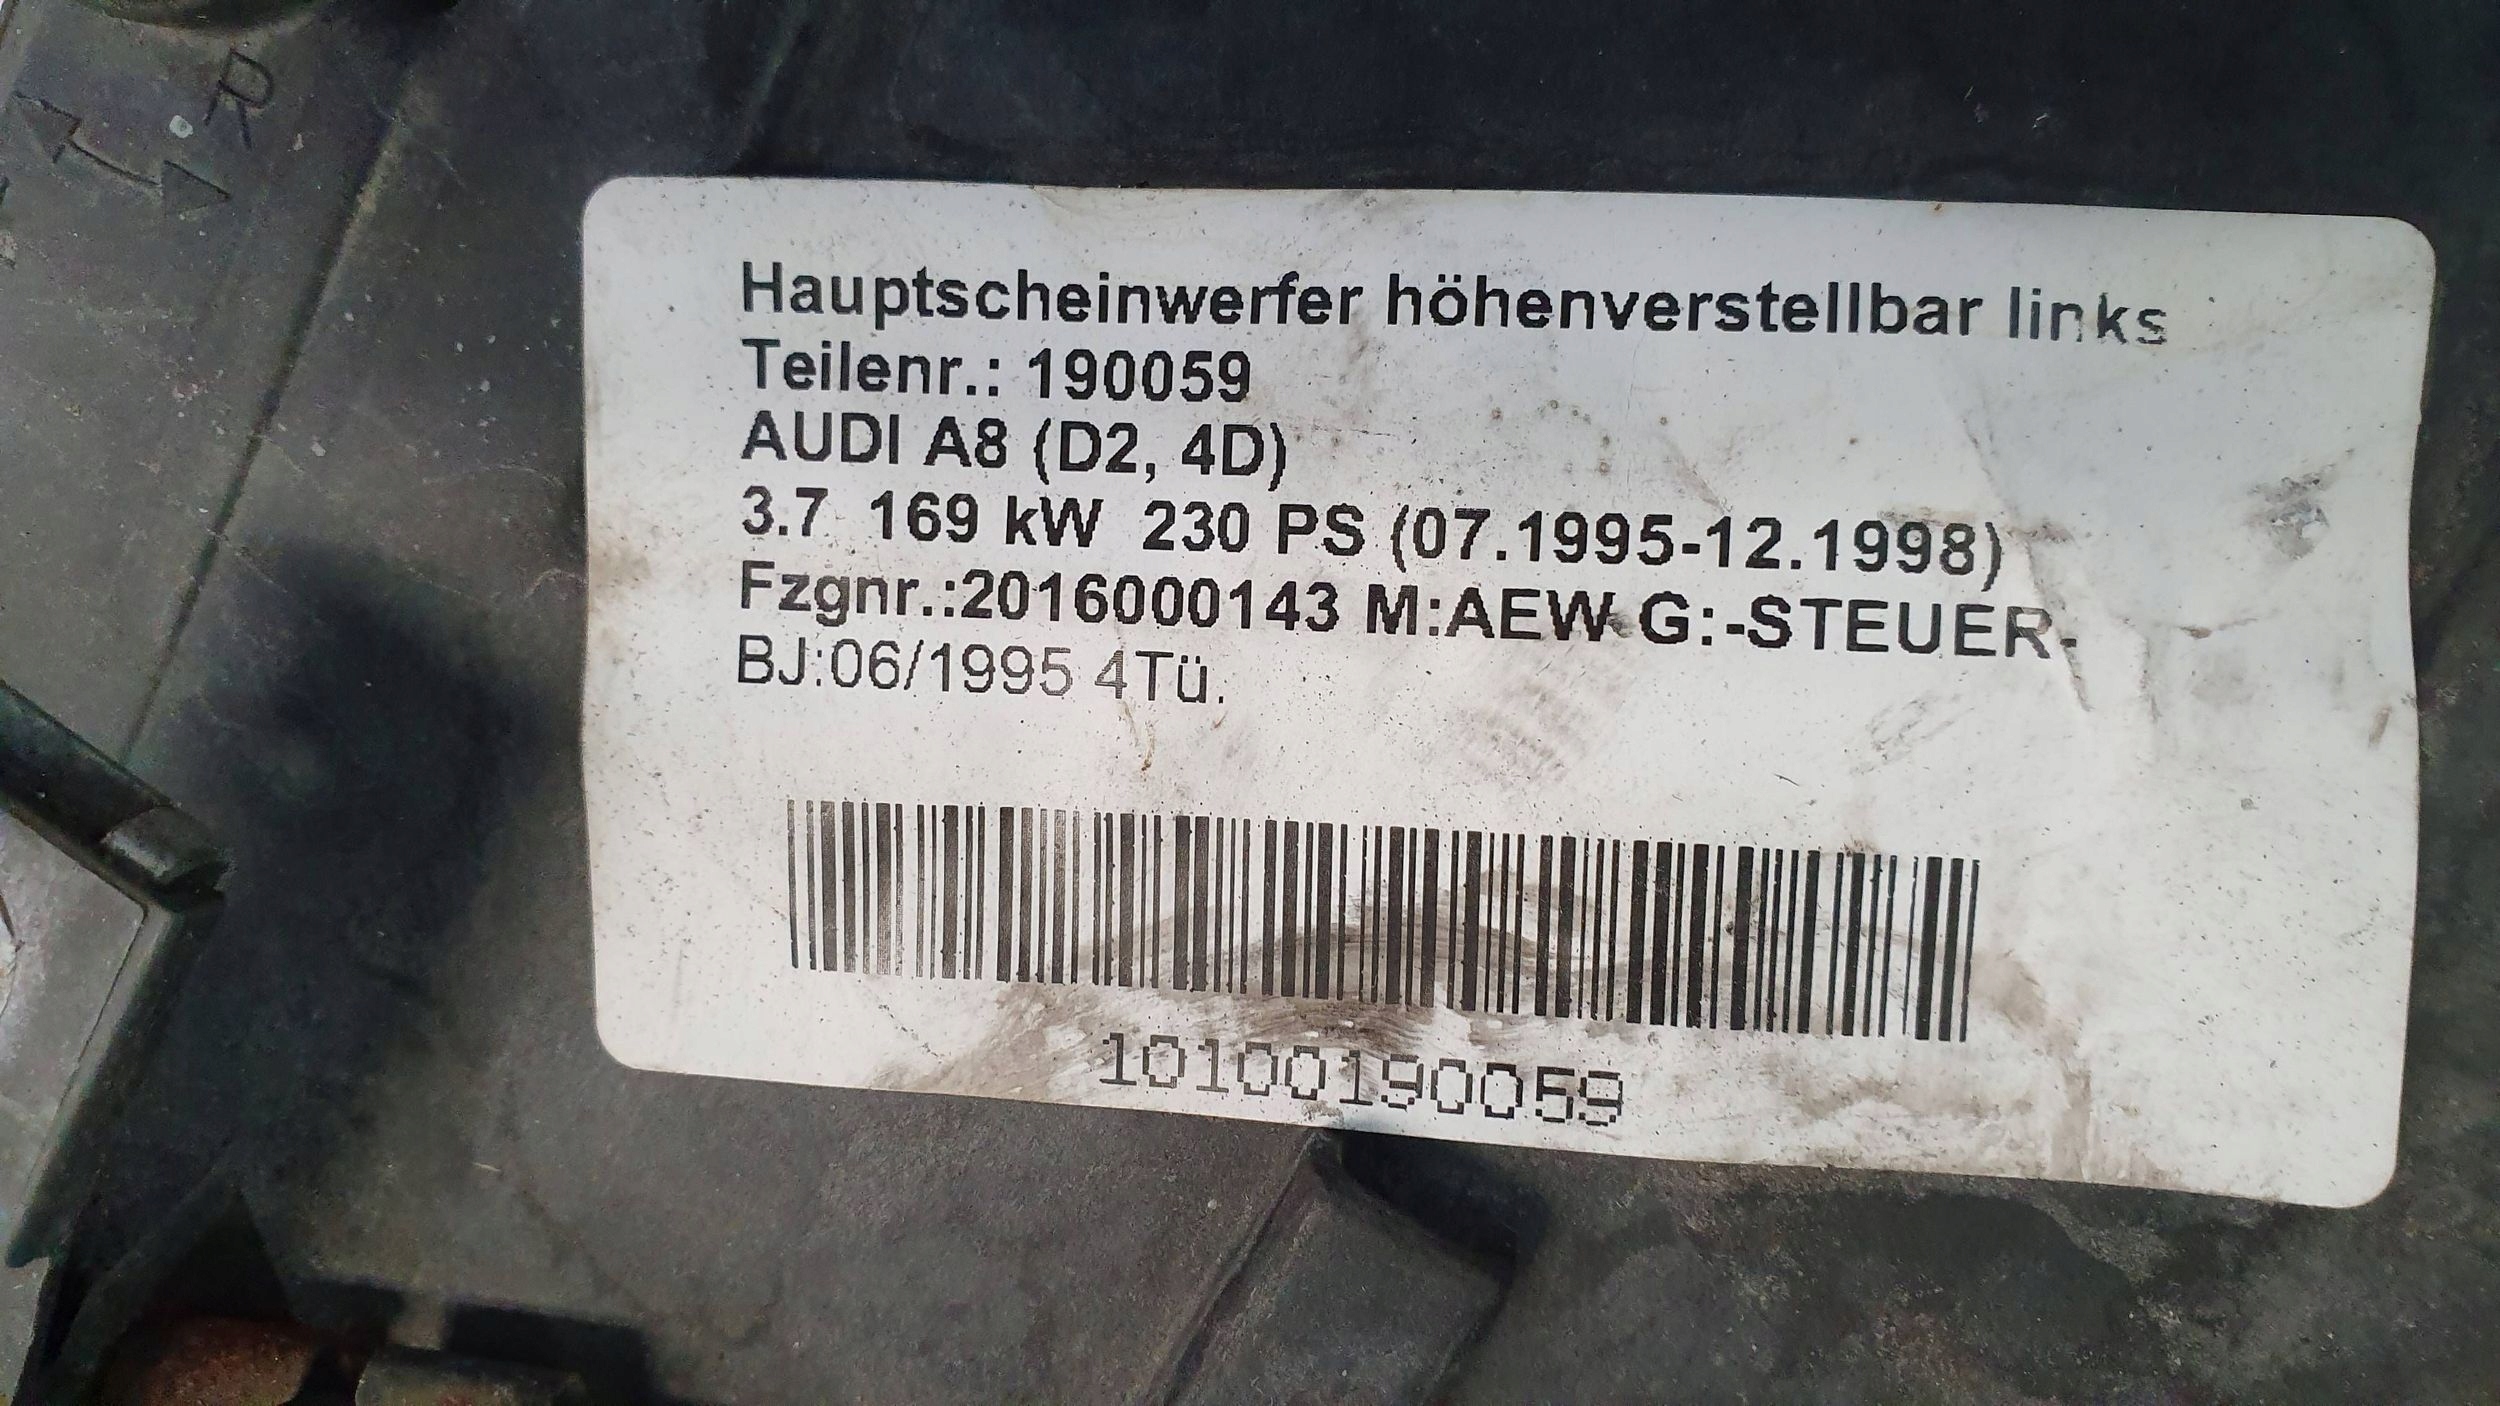 R
Hauptscheinwerfer höhenverstellbar links
Teilenr.: 190059
AUDI A8 (D2, 4D)
3.7 169 kW 230 PS (07.1995-12.1998)
Fzgnr.:2016000143 M:AEW G:-STEUER-
BJ:06/1995 4Tü.
10100190059